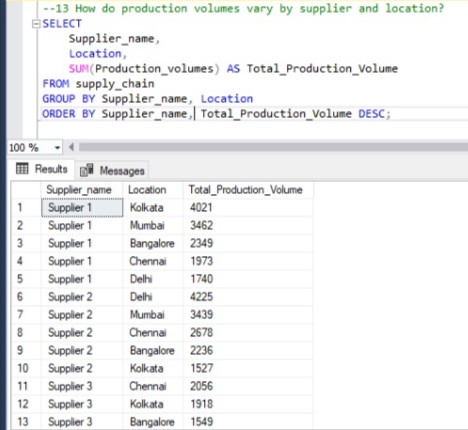 --13 How do production volumes vary by supplier and location?
SELECT
Supplier_name,
Location,
SUM(Production_volumes) AS Total_Production_Volume
FROM supply_chain
GROUP BY Supplier_name, Location
ORDER BY Supplier_name, Total_Production_Volume DESC;
100 %
Results Messages
Supplier_name Location Total_Production_Volume
1 Supplier 1 Kolkata 4021
2 Supplier 1 Mumbai 3462
3 Supplier 1 Bangalore 2349
4 Supplier 1 Chennai 1973
5 Supplier 1 Delhi 1740
6 Supplier 2 Delhi 4225
7 Supplier 2 Mumbai 3439
8 Supplier 2 Chennai 2678
9 Supplier 2 Bangalore 2236
10 Supplier 2 Kolkata 1527
11 Supplier 3 Chennai 2056
12 Supplier 3 Kolkata 1918
13 Supplier 3 Bangalore 1549